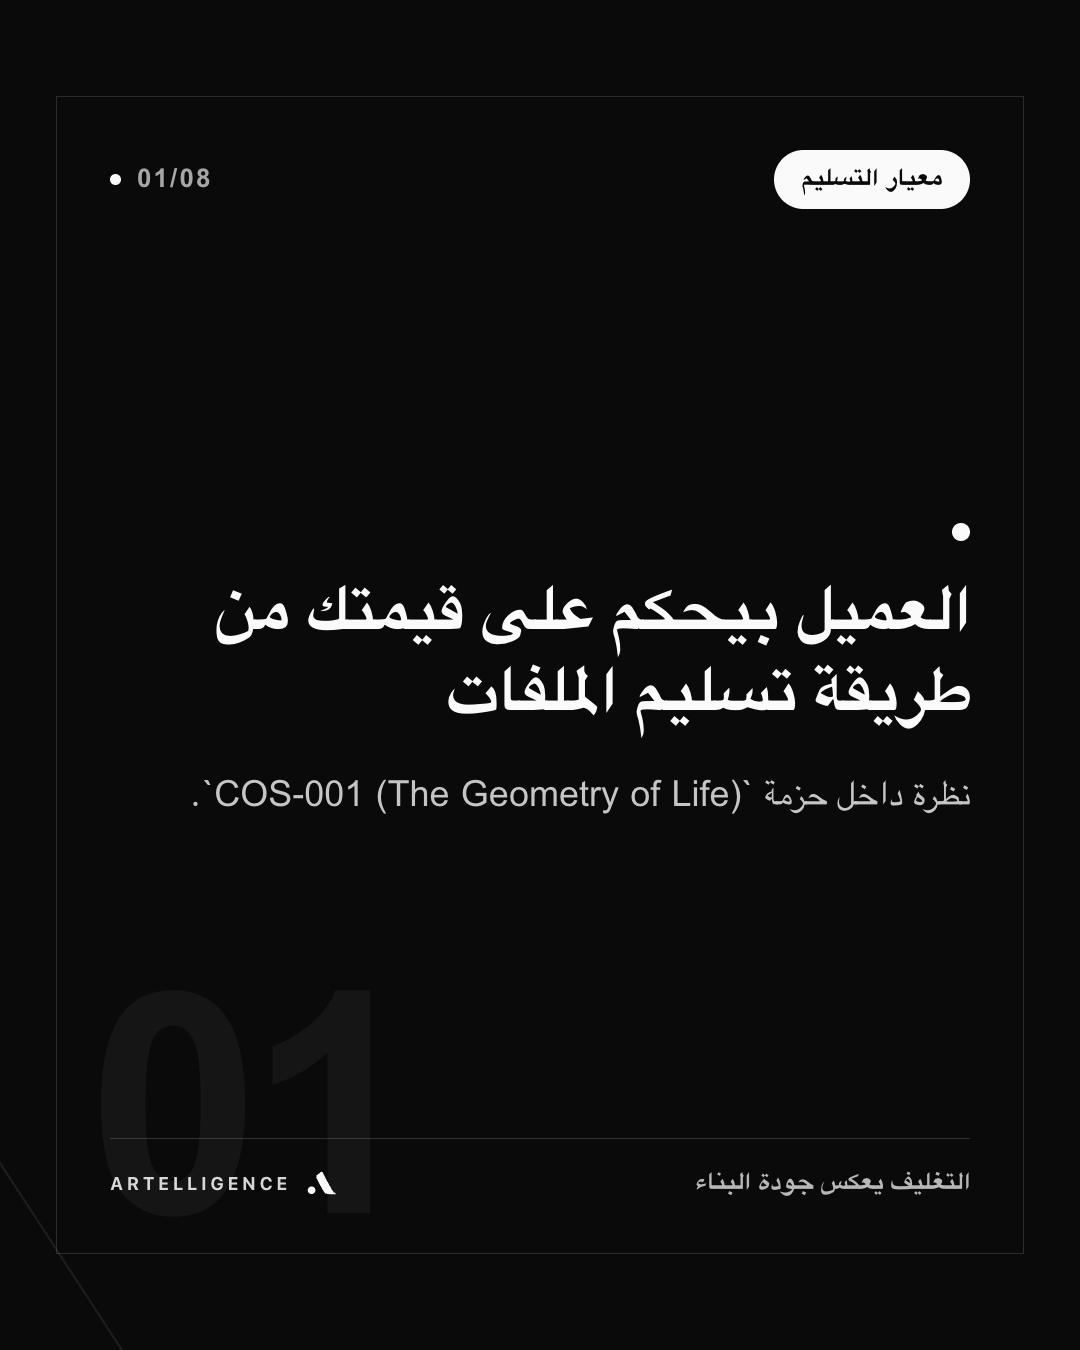 معيار التسليم
01/08
العميل بيحكم على قيمتك من
طريقة تسليم الملفات
نظرة داخل حزمة `COS-001 (The Geometry of Life)`.
01
التغليف يعكس جودة البناء
ARTELLIGENCE